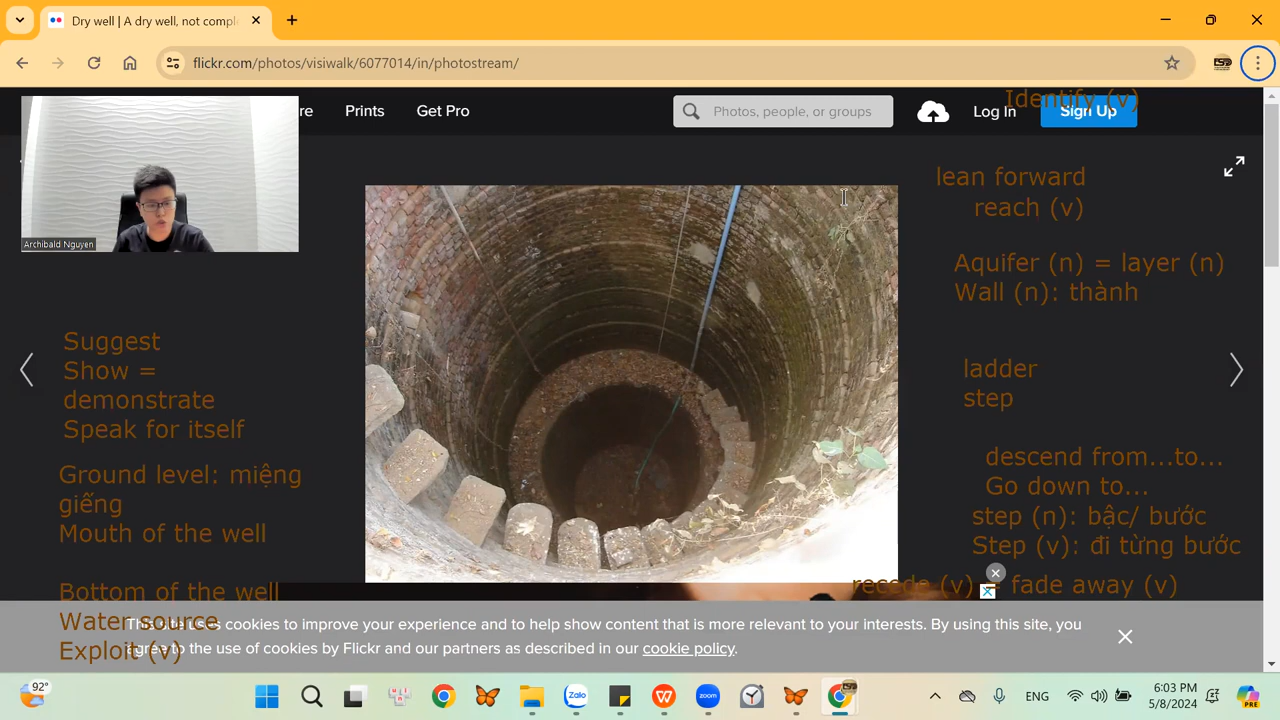 Dry well | A dry well, not compl
flickr.com/photos/visiwalk/6077014/in/photostream/
re
Prints
Get Pro
Photos, people, or groups
Log In
Sign Up
Identify (v)
Archibald Nguyen
lean forward
reach (v)
Aquifer (n) = layer (n)
Wall (n): thành
ladder
step
descend from...to...
Go down to...
step (n): bậc/ bước
Step (v): đi từng bước
recede (v) = fade away (v)
Suggest
Show =
demonstrate
Speak for itself
Ground level: miệng
giếng
Mouth of the well
Bottom of the well
Water source
Exploit (v)
This site uses cookies to improve your experience and to help show content that is more relevant to your interests. By using this site, you
agree to the use of cookies by Flickr and our partners as described in our cookie policy.
92°
Zalo
zoom
ENG
6:03 PM
5/8/2024
PRE